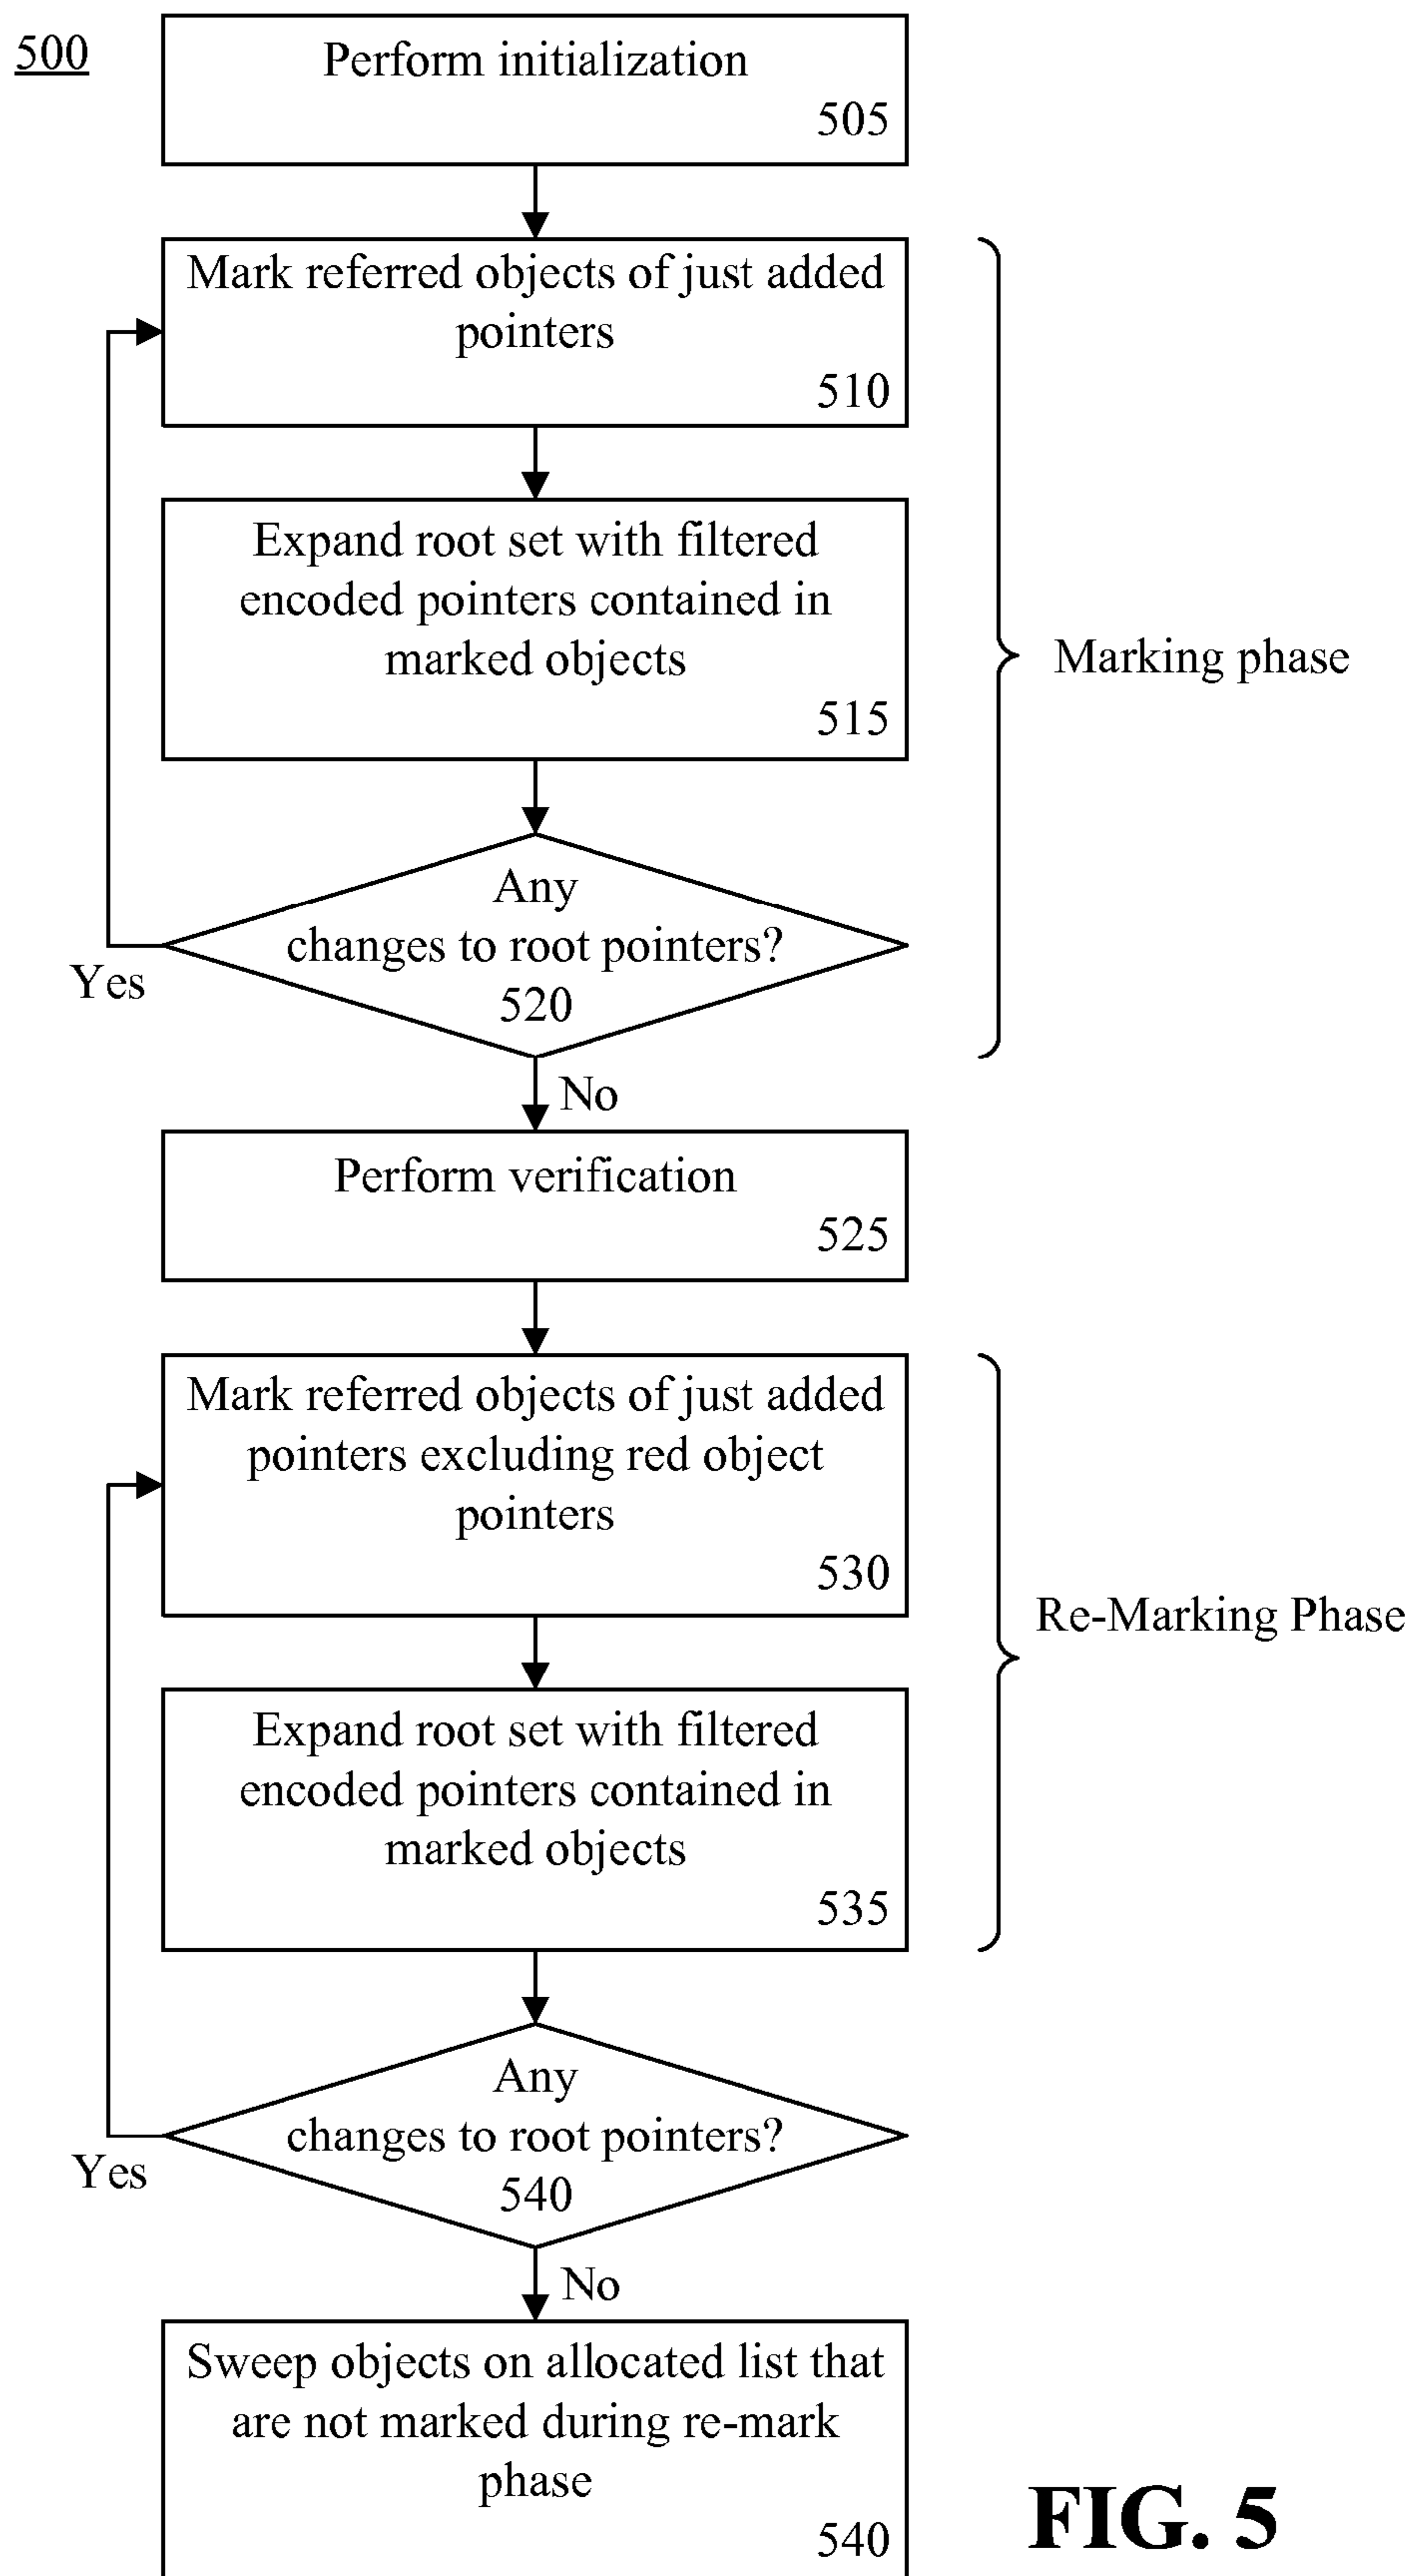 500
Perform initialization
505
Mark referred objects of just added
pointers
510
Expand root set with filtered
encoded pointers contained in
marked objects
515
Marking phase
Any
changes to root pointers?
520
Yes
No
Perform verification
525
Mark referred objects of just added
pointers excluding red object
pointers
530
Re-Marking Phase
Expand root set with filtered
encoded pointers contained in
marked objects
535
Any
changes to root pointers?
540
Yes
No
Sweep objects on allocated list that
are not marked during re-mark
phase
540
FIG. 5